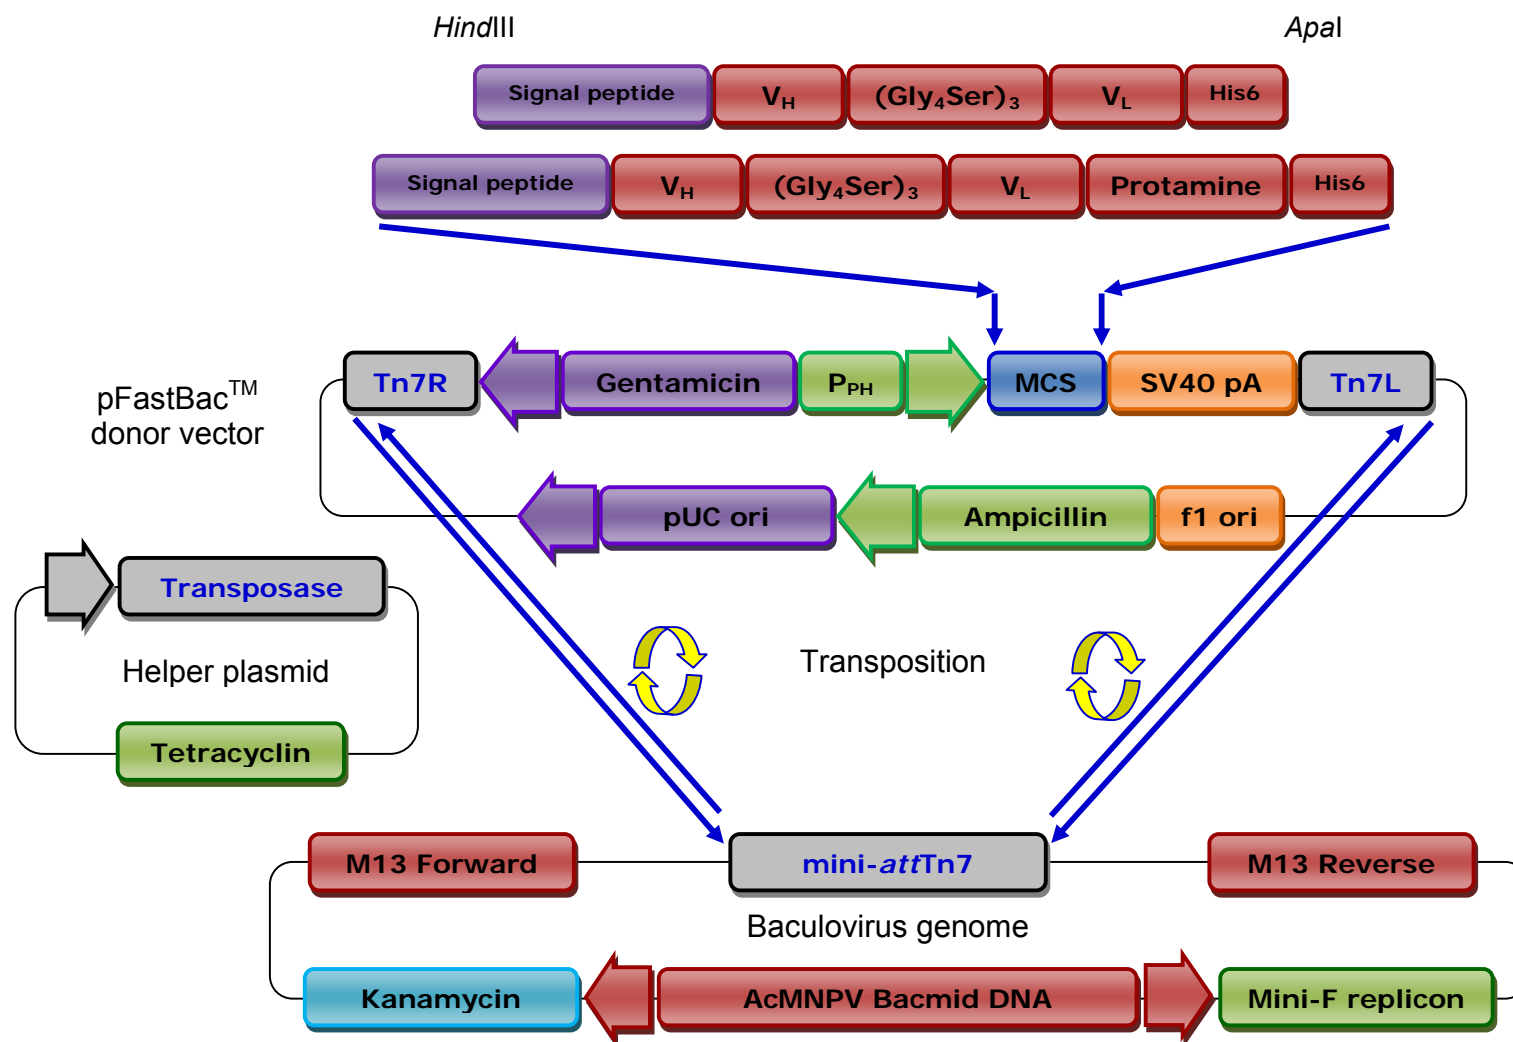 HindIII ApaI
Signal peptide VH (Gly4Ser)3 VL His6
Signal peptide VH (Gly4Ser)3 VL Protamine His6
pFastBacTM
donor vector
Tn7R Gentamicin PPH MCS SV40 pA Tn7L
pUC ori Ampicillin f1 ori
Transposase
Helper plasmid
Tetracyclin
Transposition
M13 Forward mini-attTn7 M13 Reverse
Baculovirus genome
Kanamycin AcMNPV Bacmid DNA Mini-F replicon